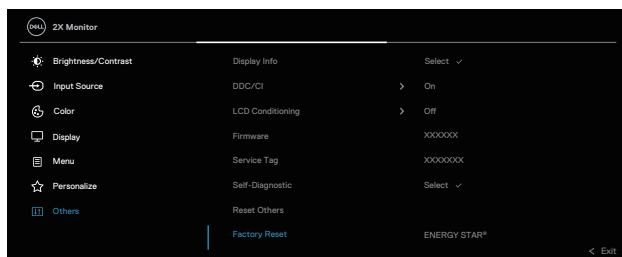 DELL 2X Monitor
Brightness/Contrast Display Info Select
Input Source DDC/CI > On
Color LCD Conditioning > Off
Display Firmware XXXXXX
Menu Service Tag XXXXXXX
Personalize Self-Diagnostic Select
Others Reset Others
Factory Reset ENERGY STAR®
< Exit